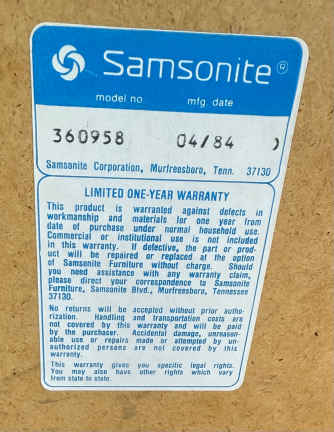 Samsonite®
model no mfg. date
360958 04/84 )
Samsonite Corporation, Murfreesboro, Tenn. 37130
LIMITED ONE-YEAR WARRANTY
This product is warranted against defects in
workmanship and materials for one year from
date of purchase under normal household use.
Commercial or institutional use is not included
in this warranty. If defective, the part or prod-
uct will be repaired or replaced at the option
of Samsonite Furniture without charge. Should
you need assistance with any warranty claim,
please direct your correspondence to Samsonite
Furniture, Samsonite Blvd., Murfreesboro, Tennessee
37130.
No returns will be accepted without prior autho-
rization. Handling and transportation costs are
not covered by this warranty and will be paid
by the purchaser. Accidental damage, unreason-
able use or repairs made or attempted by un-
authorized persons are not covered by this
warranty.
This warranty gives you specific legal rights.
You may also have other rights which vary
from state to state.